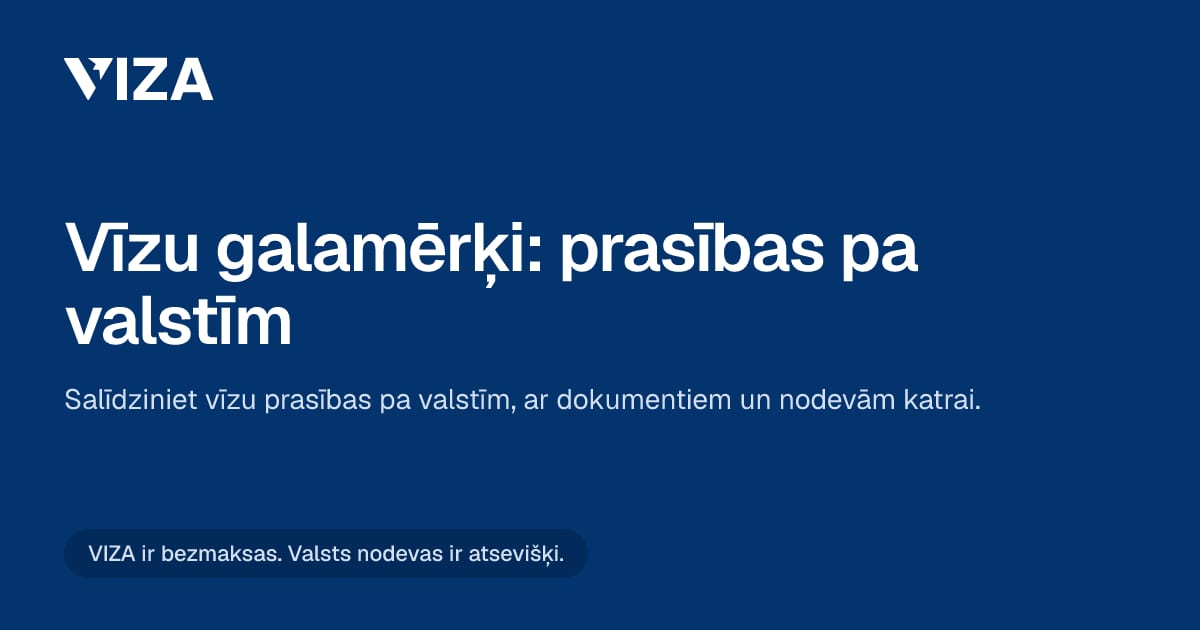 VIZA
Vīzu galamērķi: prasības pa
valstīm
Salīdziniet vīzu prasības pa valstīm, ar dokumentiem un nodevām katrai.
VIZA ir bezmaksas. Valsts nodevas ir atsevišķi.